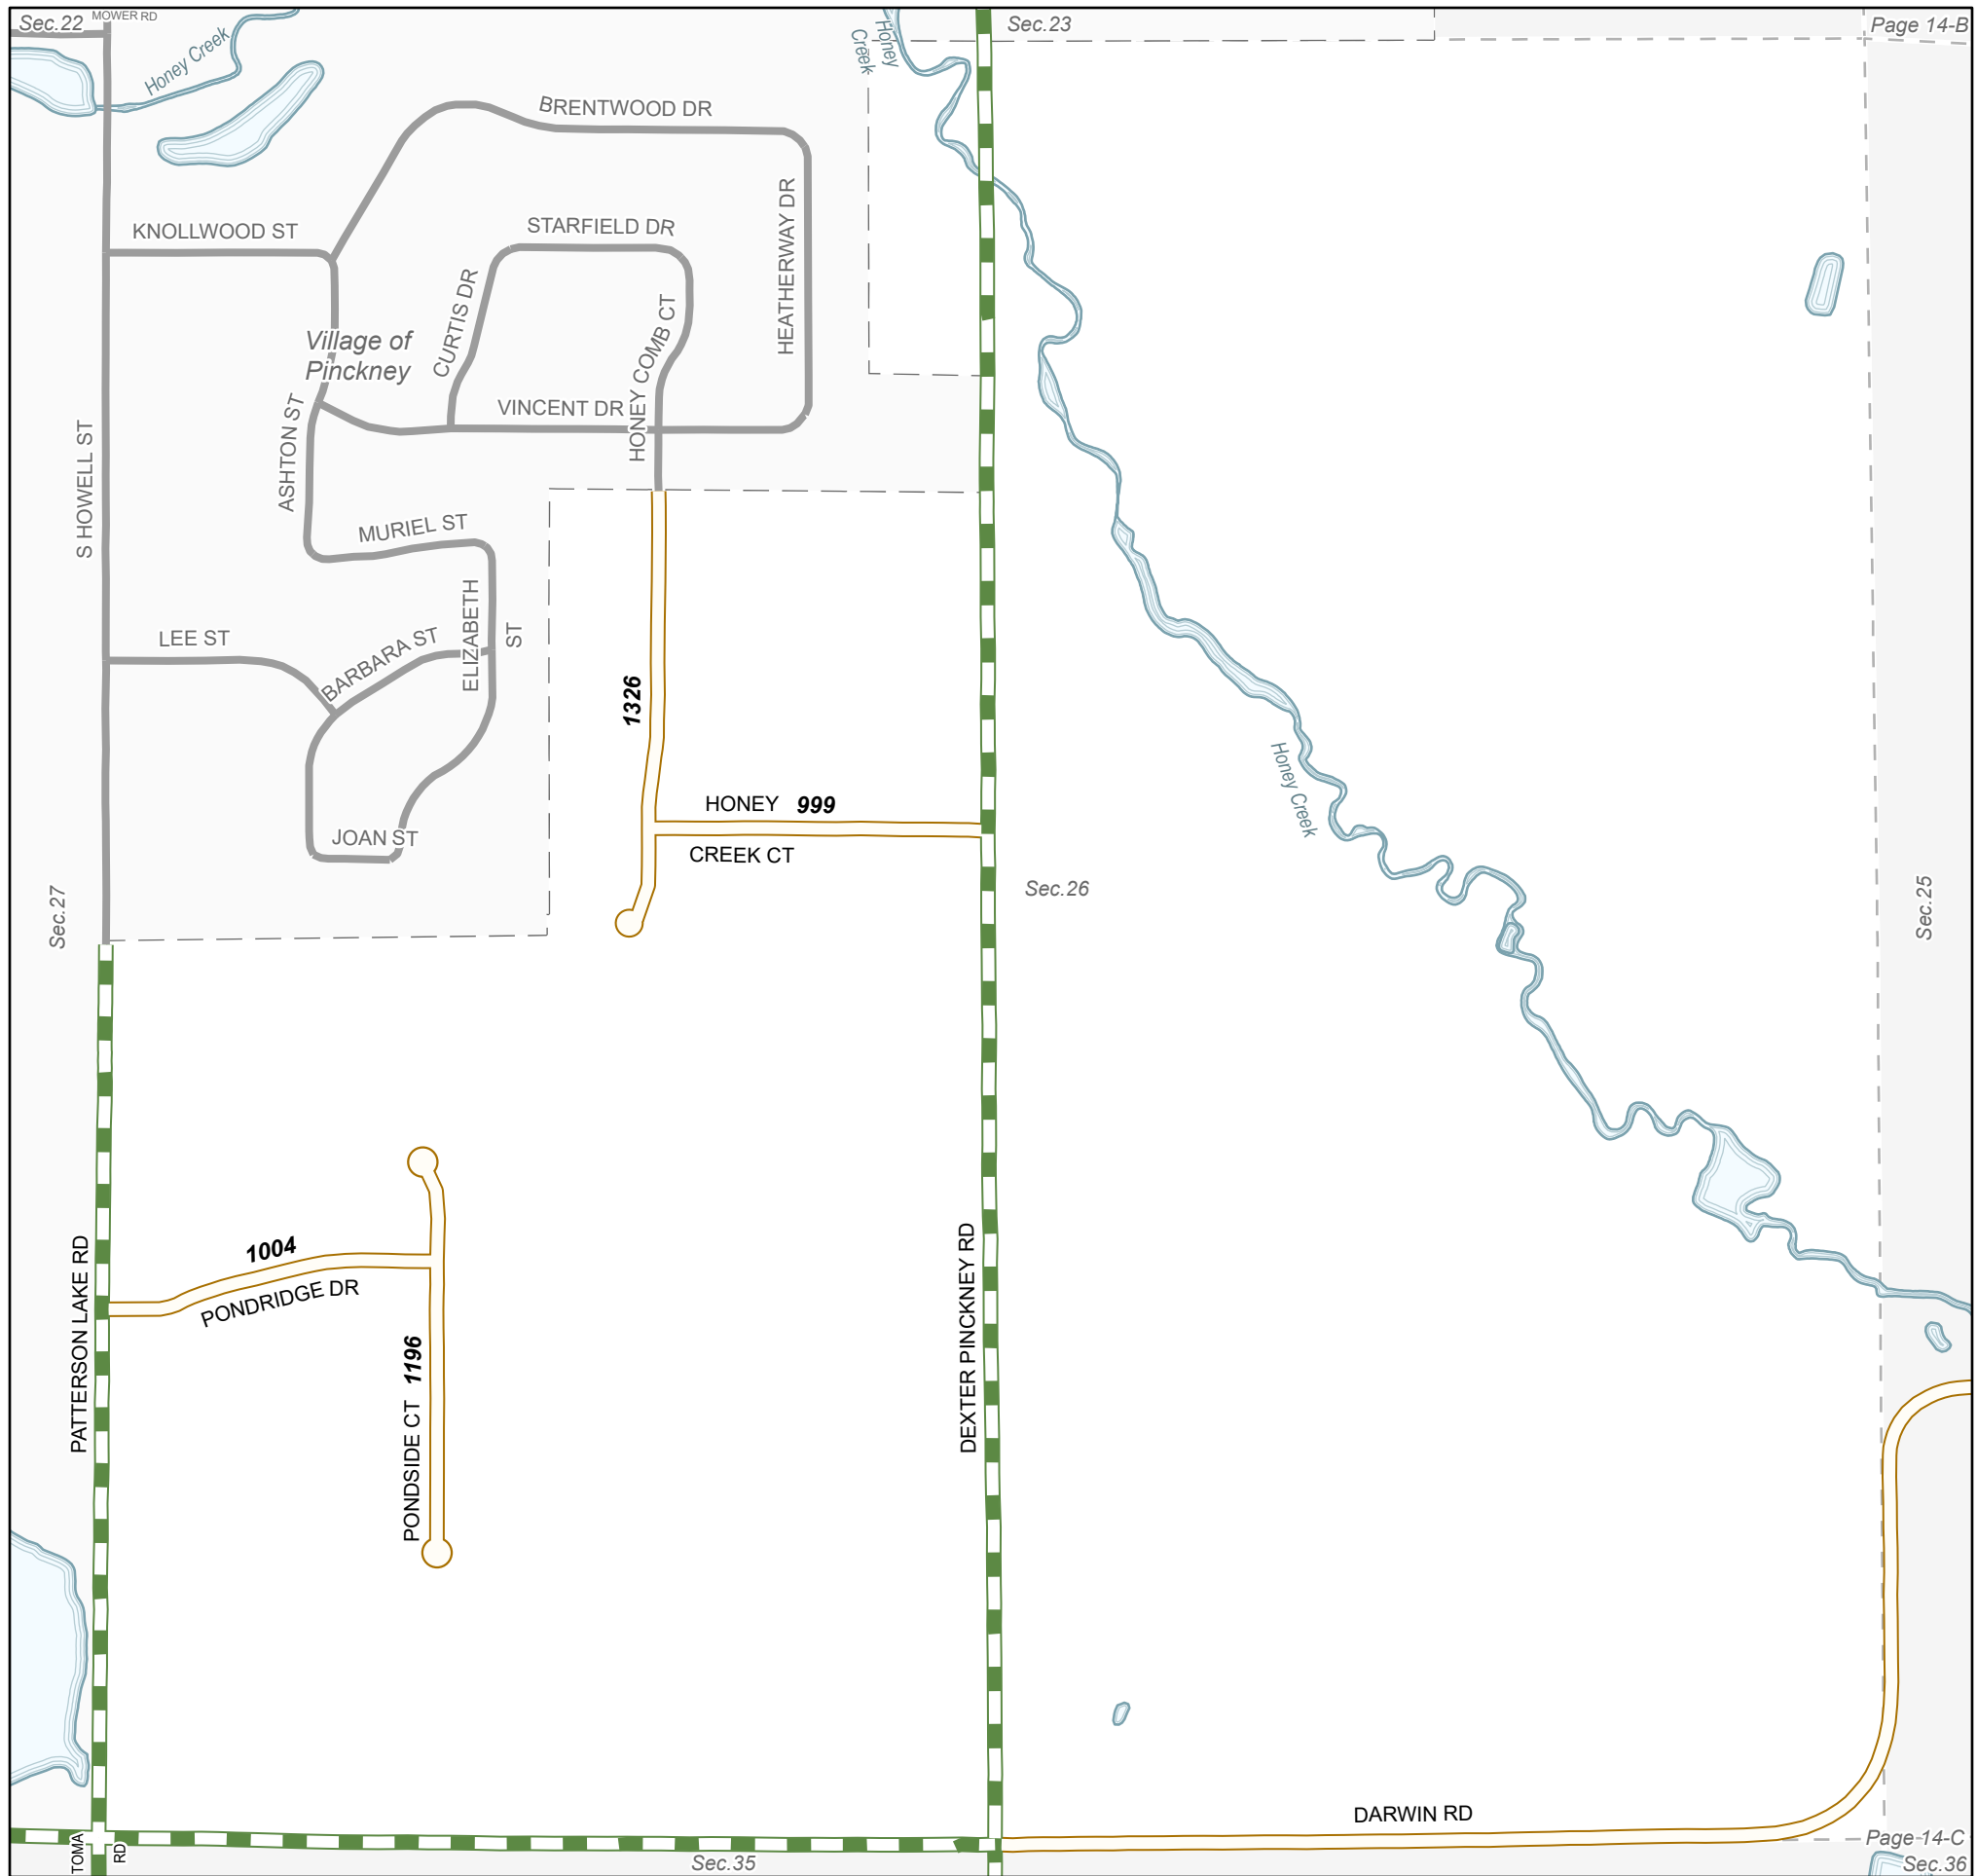 Sec.22
MOWER RD
Honey Creek
Honey
Creek
Sec.23
Page 14-B
BRENTWOOD DR
KNOLLWOOD ST
STARFIELD DR
HEATHERWAY DR
CURTIS DR
HONEY COMB CT
Village of
Pinckney
VINCENT DR
ASHTON ST
S HOWELL ST
MURIEL ST
ELIZABETH
ST
LEE ST
BARBARA ST
JOAN ST
1326
HONEY 999
CREEK CT
Honey Creek
Sec.27
Sec.26
Sec.25
1004
PONDRIDGE DR
PATTERSON LAKE RD
PONDSIDE CT 1196
DEXTER PINCKNEY RD
DARWIN RD
TOMA
RD
Sec.35
Page 14-C
Sec.36